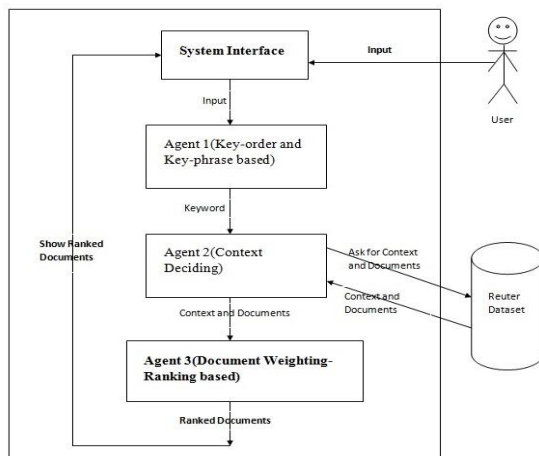 System Interface
Input
User
Input
Agent 1(Key-order and
Key-phrase based)
Keyword
Show Ranked
Documents
Agent 2(Context
Deciding)
Ask for Context
and Documents
Context and
Documents
Reuter
Dataset
Context and Documents
Agent 3(Document Weighting-
Ranking based)
Ranked Documents